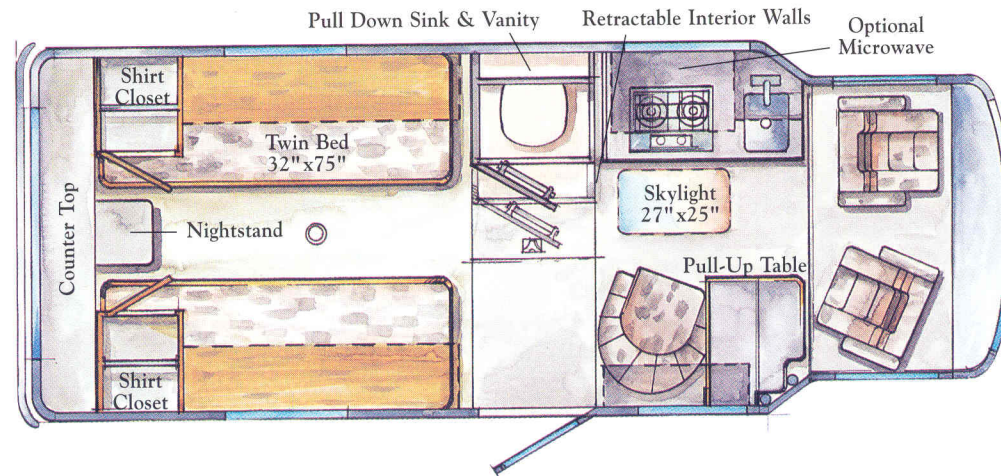 Pull Down Sink & Vanity
Retractable Interior Walls
Optional
Microwave
Shirt
Closet
Twin Bed
32"x75"
Skylight
27"x25"
Counter Top
Nightstand
Pull-Up Table
Shirt
Closet